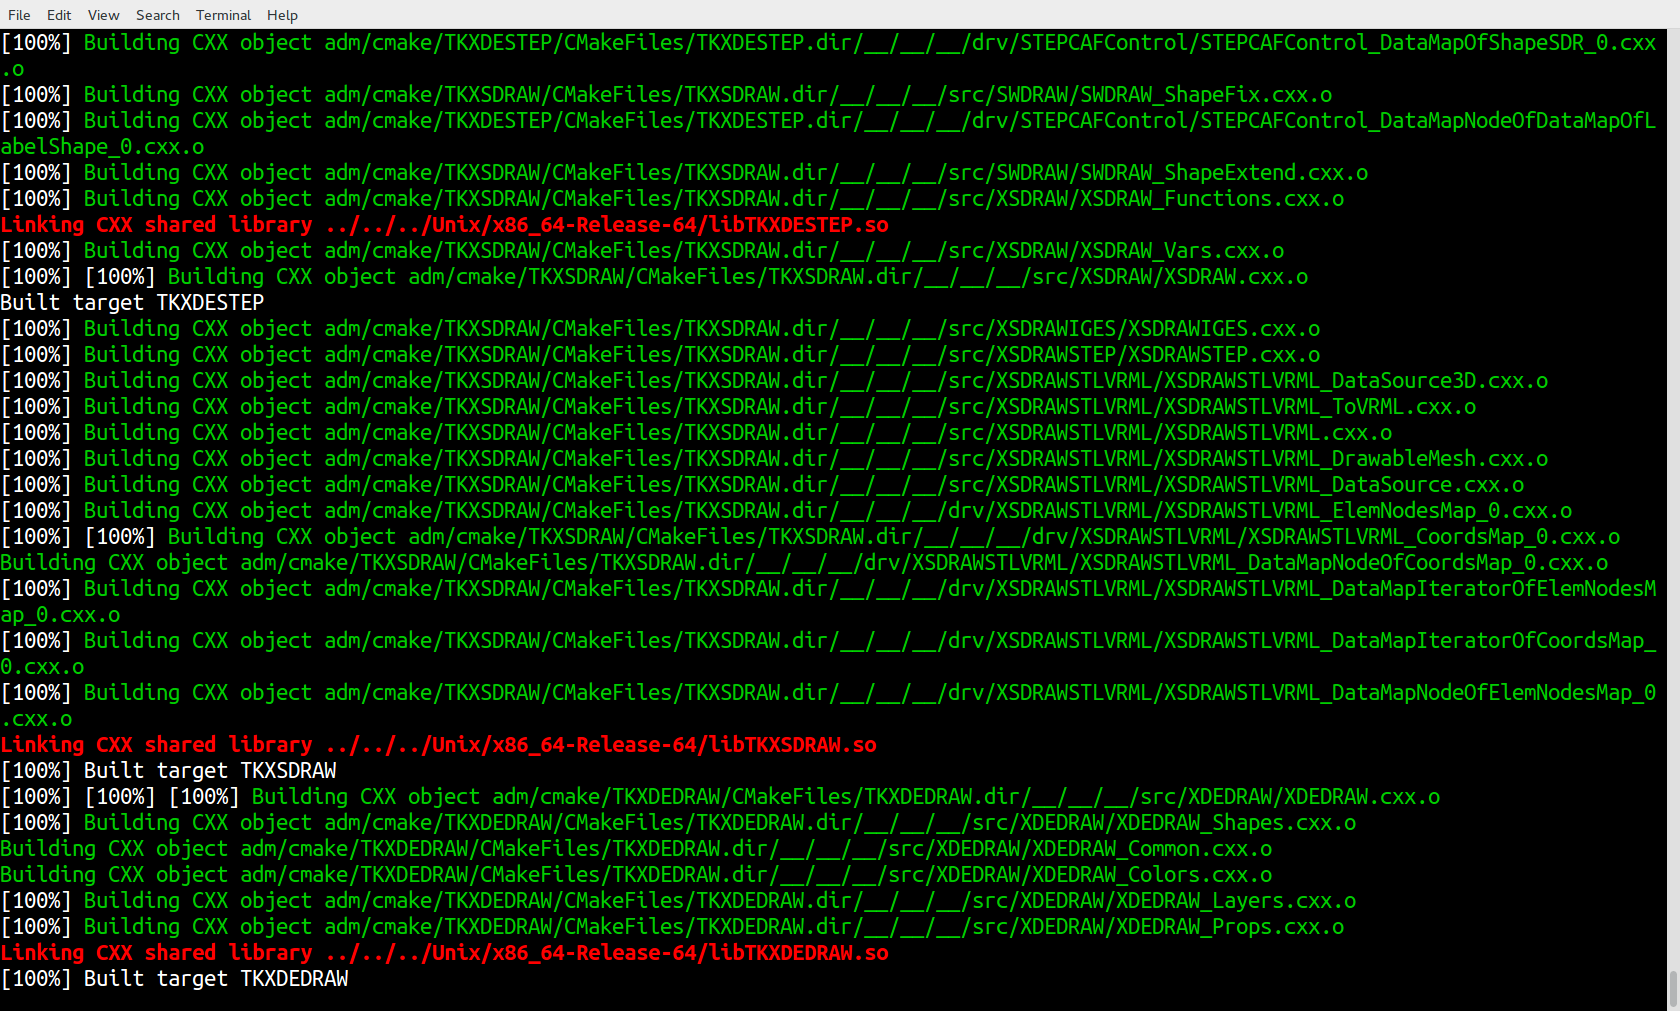 File Edit View Search Terminal Help
[100%] Building CXX object adm/cmake/TKXDESTEP/CMakeFiles/TKXDESTEP.dir/__/__/__/drv/STEPCAFControl/STEPCAFControl_DataMapOfShapeSDR_0.cxx
.o
[100%] Building CXX object adm/cmake/TKXSDRAW/CMakeFiles/TKXSDRAW.dir/__/__/__/src/SWDRAW/SWDRAW_ShapeFix.cxx.o
[100%] Building CXX object adm/cmake/TKXDESTEP/CMakeFiles/TKXDESTEP.dir/__/__/__/drv/STEPCAFControl/STEPCAFControl_DataMapNodeOfDataMapOfL
abelShape_0.cxx.o
[100%] Building CXX object adm/cmake/TKXSDRAW/CMakeFiles/TKXSDRAW.dir/__/__/__/src/SWDRAW/SWDRAW_ShapeExtend.cxx.o
[100%] Building CXX object adm/cmake/TKXSDRAW/CMakeFiles/TKXSDRAW.dir/__/__/__/src/XSDRAW/XSDRAW_Functions.cxx.o
Linking CXX shared library ../../../Unix/x86_64-Release-64/libTKXDESTEP.so
[100%] Building CXX object adm/cmake/TKXSDRAW/CMakeFiles/TKXSDRAW.dir/__/__/__/src/XSDRAW/XSDRAW_Vars.cxx.o
[100%] [100%] Building CXX object adm/cmake/TKXSDRAW/CMakeFiles/TKXSDRAW.dir/__/__/__/src/XSDRAW/XSDRAW.cxx.o
Built target TKXDESTEP
[100%] Building CXX object adm/cmake/TKXSDRAW/CMakeFiles/TKXSDRAW.dir/__/__/__/src/XSDRAWIGES/XSDRAWIGES.cxx.o
[100%] Building CXX object adm/cmake/TKXSDRAW/CMakeFiles/TKXSDRAW.dir/__/__/__/src/XSDRAWSTEP/XSDRAWSTEP.cxx.o
[100%] Building CXX object adm/cmake/TKXSDRAW/CMakeFiles/TKXSDRAW.dir/__/__/__/src/XSDRAWSTLVRML/XSDRAWSTLVRML_DataSource3D.cxx.o
[100%] Building CXX object adm/cmake/TKXSDRAW/CMakeFiles/TKXSDRAW.dir/__/__/__/src/XSDRAWSTLVRML/XSDRAWSTLVRML_ToVRML.cxx.o
[100%] Building CXX object adm/cmake/TKXSDRAW/CMakeFiles/TKXSDRAW.dir/__/__/__/src/XSDRAWSTLVRML/XSDRAWSTLVRML.cxx.o
[100%] Building CXX object adm/cmake/TKXSDRAW/CMakeFiles/TKXSDRAW.dir/__/__/__/src/XSDRAWSTLVRML/XSDRAWSTLVRML_DrawableMesh.cxx.o
[100%] Building CXX object adm/cmake/TKXSDRAW/CMakeFiles/TKXSDRAW.dir/__/__/__/src/XSDRAWSTLVRML/XSDRAWSTLVRML_DataSource.cxx.o
[100%] Building CXX object adm/cmake/TKXSDRAW/CMakeFiles/TKXSDRAW.dir/__/__/__/drv/XSDRAWSTLVRML/XSDRAWSTLVRML_ElemNodesMap_0.cxx.o
[100%] [100%] Building CXX object adm/cmake/TKXSDRAW/CMakeFiles/TKXSDRAW.dir/__/__/__/drv/XSDRAWSTLVRML/XSDRAWSTLVRML_CoordsMap_0.cxx.o
Building CXX object adm/cmake/TKXSDRAW/CMakeFiles/TKXSDRAW.dir/__/__/__/drv/XSDRAWSTLVRML/XSDRAWSTLVRML_DataMapNodeOfCoordsMap_0.cxx.o
[100%] Building CXX object adm/cmake/TKXSDRAW/CMakeFiles/TKXSDRAW.dir/__/__/__/drv/XSDRAWSTLVRML/XSDRAWSTLVRML_DataMapIteratorOfElemNodesM
ap_0.cxx.o
[100%] Building CXX object adm/cmake/TKXSDRAW/CMakeFiles/TKXSDRAW.dir/__/__/__/drv/XSDRAWSTLVRML/XSDRAWSTLVRML_DataMapIteratorOfCoordsMap_
0.cxx.o
[100%] Building CXX object adm/cmake/TKXSDRAW/CMakeFiles/TKXSDRAW.dir/__/__/__/drv/XSDRAWSTLVRML/XSDRAWSTLVRML_DataMapNodeOfElemNodesMap_0
.cxx.o
Linking CXX shared library ../../../Unix/x86_64-Release-64/libTKXSDRAW.so
[100%] Built target TKXSDRAW
[100%] [100%] [100%] Building CXX object adm/cmake/TKXDEDRAW/CMakeFiles/TKXDEDRAW.dir/__/__/__/src/XDEDRAW/XDEDRAW.cxx.o
[100%] Building CXX object adm/cmake/TKXDEDRAW/CMakeFiles/TKXDEDRAW.dir/__/__/__/src/XDEDRAW/XDEDRAW_Shapes.cxx.o
Building CXX object adm/cmake/TKXDEDRAW/CMakeFiles/TKXDEDRAW.dir/__/__/__/src/XDEDRAW/XDEDRAW_Common.cxx.o
Building CXX object adm/cmake/TKXDEDRAW/CMakeFiles/TKXDEDRAW.dir/__/__/__/src/XDEDRAW/XDEDRAW_Colors.cxx.o
[100%] Building CXX object adm/cmake/TKXDEDRAW/CMakeFiles/TKXDEDRAW.dir/__/__/__/src/XDEDRAW/XDEDRAW_Layers.cxx.o
[100%] Building CXX object adm/cmake/TKXDEDRAW/CMakeFiles/TKXDEDRAW.dir/__/__/__/src/XDEDRAW/XDEDRAW_Props.cxx.o
Linking CXX shared library ../../../Unix/x86_64-Release-64/libTKXDEDRAW.so
[100%] Built target TKXDEDRAW